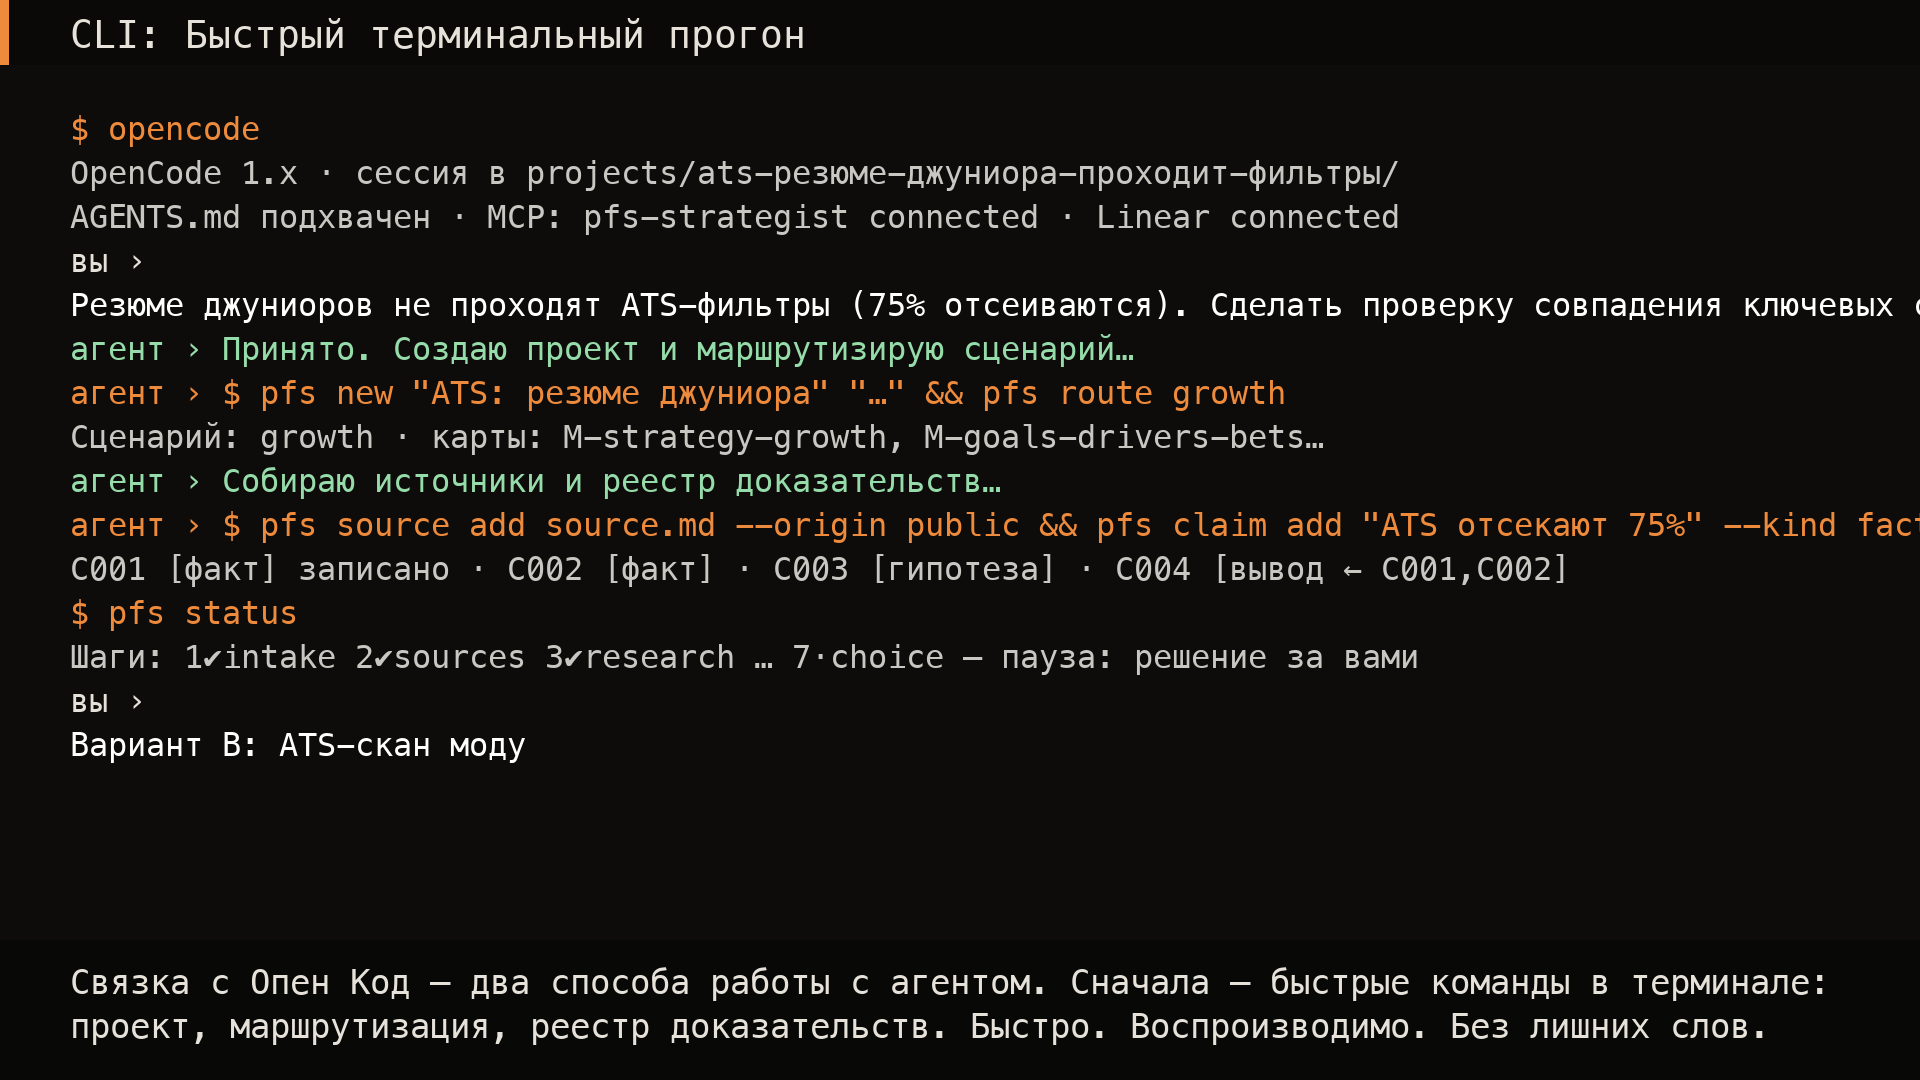 CLI: Быстрый терминальный прогон
$ opencode
OpenCode 1.x · сессия в projects/ats-резюме-джуниора-проходит-фильтры/
AGENTS.md подхвачен · MCP: pfs-strategist connected · Linear connected
вы ›
Резюме джуниоров не проходят ATS-фильтры (75% отсеиваются). Сделать проверку совпадения ключевых
агент › Принято. Создаю проект и маршрутизирую сценарий…
агент › $ pfs new "ATS: резюме джуниора" "…" && pfs route growth
Сценарий: growth · карты: M-strategy-growth, M-goals-drivers-bets…
агент › Собираю источники и реестр доказательств…
агент › $ pfs source add source.md --origin public && pfs claim add "ATS отсекают 75%" --kind fact
C001 [факт] записано · C002 [факт] · C003 [гипотеза] · C004 [вывод ← C001,C002]
$ pfs status
Шаги: 1✔intake 2✔sources 3✔research … 7·choice — пауза: решение за вами
вы ›
Вариант B: ATS-скан моду
Связка с Опен Код — два способа работы с агентом. Сначала — быстрые команды в терминале:
проект, маршрутизация, реестр доказательств. Быстро. Воспроизводимо. Без лишних слов.